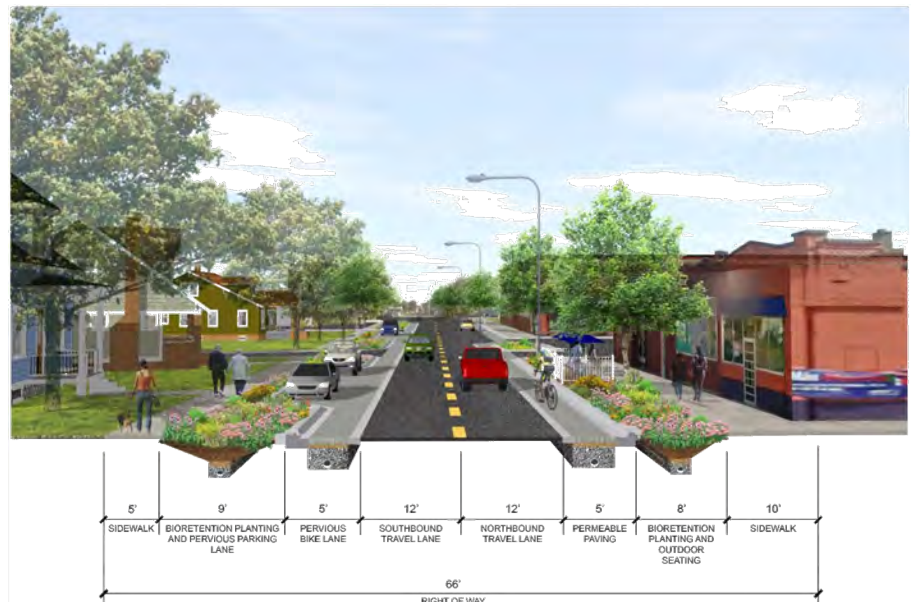 5' 9' 5' 12' 12' 5' 8' 10'
SIDEWALK
BIORETENTION PLANTING
AND PERVIOUS PARKING
LANE
PERVIOUS
BIKE LANE
SOUTHBOUND
TRAVEL LANE
NORTHBOUND
TRAVEL LANE
PERMEABLE
PAVING
BIORETENTION
PLANTING AND
OUTDOOR
SEATING
SIDEWALK
66'
RIGHT OF WAY